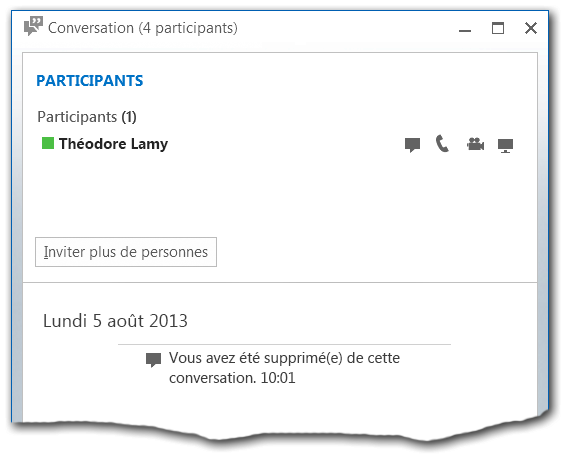 Conversation (4 participants)
PARTICIPANTS
Participants (1)
Théodore Lamy
Inviter plus de personnes
Lundi 5 août 2013
Vous avez été supprimé(e) de cette
conversation. 10:01